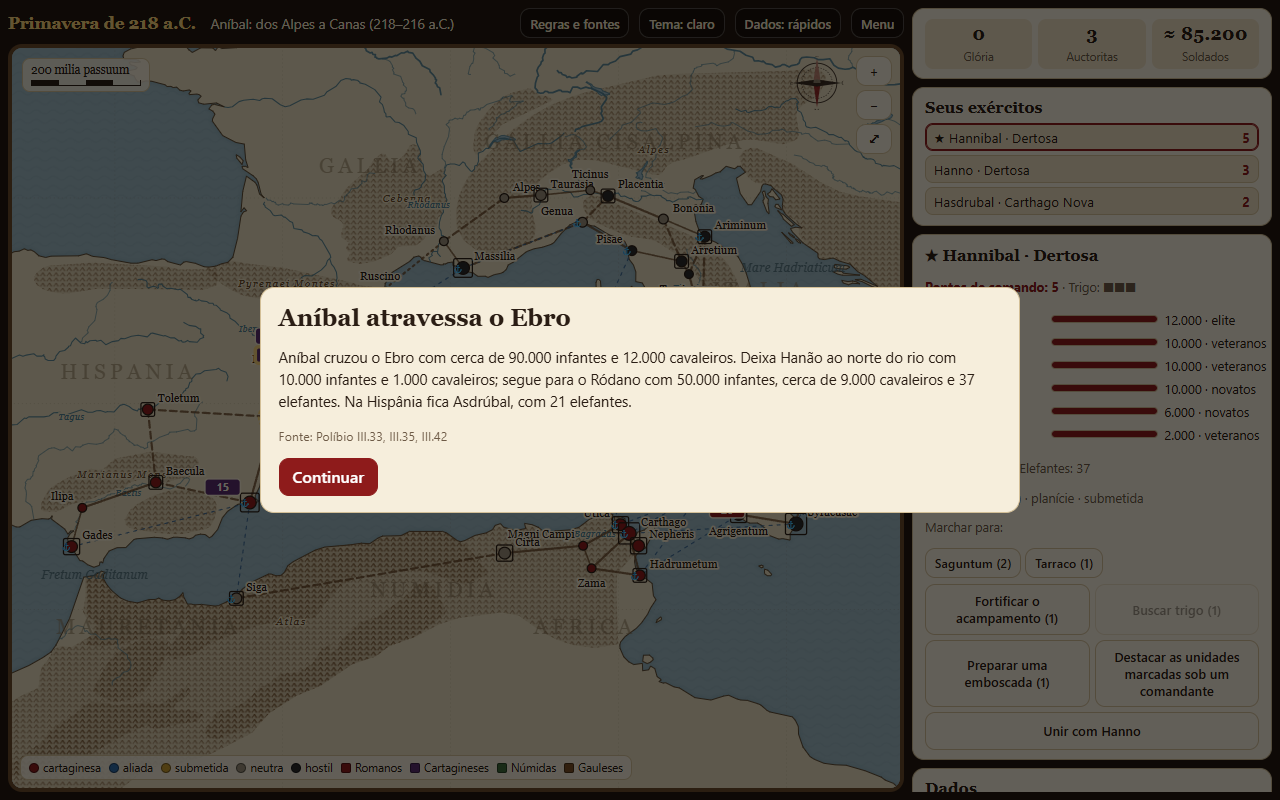 Primavera de 218 a.C.
Aníbal: dos Alpes a Canas (218–216 a.C.)
Regras e fontes
Tema: claro
Dados: rápidos
Menu
200 milia passuum
+
−
GALLIA
GALLIA CISALPINA
Alpes
Cebenna
Rhodanus
Alpes
Taurasia
Ticinus
Placentia
Genua
Bononia
Ariminum
Rhodanus
Pisae
Arretium
Massilia
Ruscino
Mare Hadriaticum
Pyrenaei Montes
HISPANIA
Toletum
Tagus
Marianus Mons
Baecula
Baetis
15
Ilipa
Gades
Fretum Gaditanum
Siga
Magni Campi
Cirta
Utica
Carthago
Nepheris
Agrigentum
Syracusae
Hadrumetum
Zama
NUMIDIA
MAURETANIA
Atlas
AFRICA
cartaginesa
aliada
submetida
neutra
hostil
Romanos
Cartagineses
Númidas
Gauleses
Aníbal atravessa o Ebro
Aníbal cruzou o Ebro com cerca de 90.000 infantes e 12.000 cavaleiros. Deixa Hanão ao norte do rio com
10.000 infantes e 1.000 cavaleiros; segue para o Ródano com 50.000 infantes, cerca de 9.000 cavaleiros e 37
elefantes. Na Hispânia fica Asdrúbal, com 21 elefantes.
Fonte: Políbio III.33, III.35, III.42
Continuar
0
Glória
3
Auctoritas
≈ 85.200
Soldados
Seus exércitos
★ Hannibal · Dertosa 5
Hanno · Dertosa 3
Hasdrubal · Carthago Nova 2
★ Hannibal · Dertosa
Pontos de comando: 5 · Trigo:
12.000 · elite
10.000 · veteranos
10.000 · veteranos
10.000 · novatos
6.000 · novatos
2.000 · veteranos
Elefantes: 37
· planície · submetida
Marchar para:
Saguntum (2)
Tarraco (1)
Fortificar o
acampamento (1)
Buscar trigo (1)
Preparar uma
emboscada (1)
Destacar as unidades
marcadas sob um
comandante
Unir com Hanno
Dados